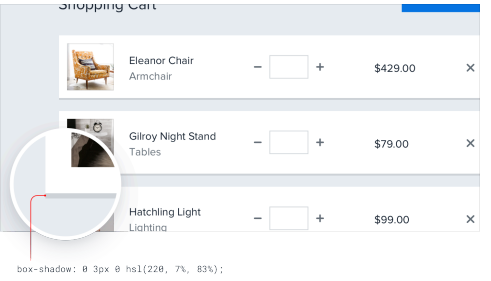 Shopping Cart
Eleanor Chair
Armchair
− + $429.00 ×
Gilroy Night Stand
Tables
− + $79.00 ×
Hatchling Light
Lighting
− + $99.00 ×
box-shadow: 0 3px 0 hsl(220, 7%, 83%);